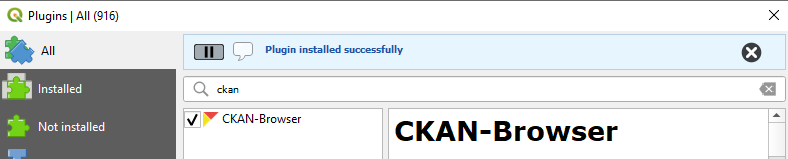 Plugins | All (916)
All
Plugin installed successfully
ckan
Installed
CKAN-Browser
CKAN-Browser
Not installed